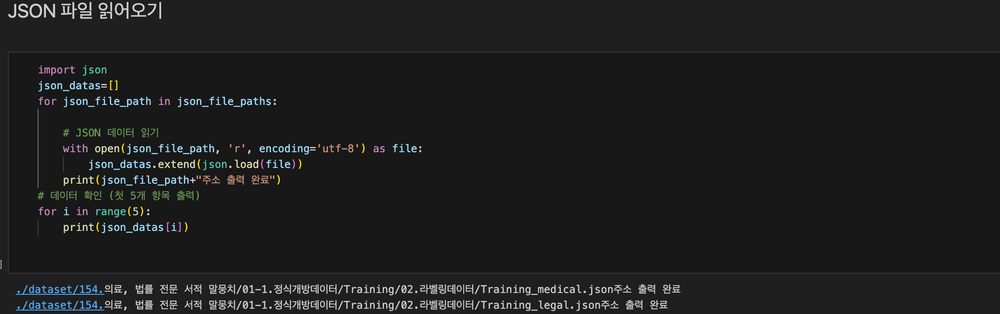 JSON 파일 읽어오기
import json
json_datas=[]
for json_file_path in json_file_paths:
# JSON 데이터 읽기
with open(json_file_path, 'r', encoding='utf-8') as file:
json_datas.extend(json.load(file))
print(json_file_path+"주소 출력 완료")
# 데이터 확인 (첫 5개 항목 출력)
for i in range(5):
print(json_datas[i])
]
./dataset/154.의료, 법률 전문 서적 말뭉치/01-1.정식개방데이터/Training/02.라벨링데이터/Training_medical.json주소 출력 완료
./dataset/154.의료, 법률 전문 서적 말뭉치/01-1.정식개방데이터/Training/02.라벨링데이터/Training_legal.json주소 출력 완료